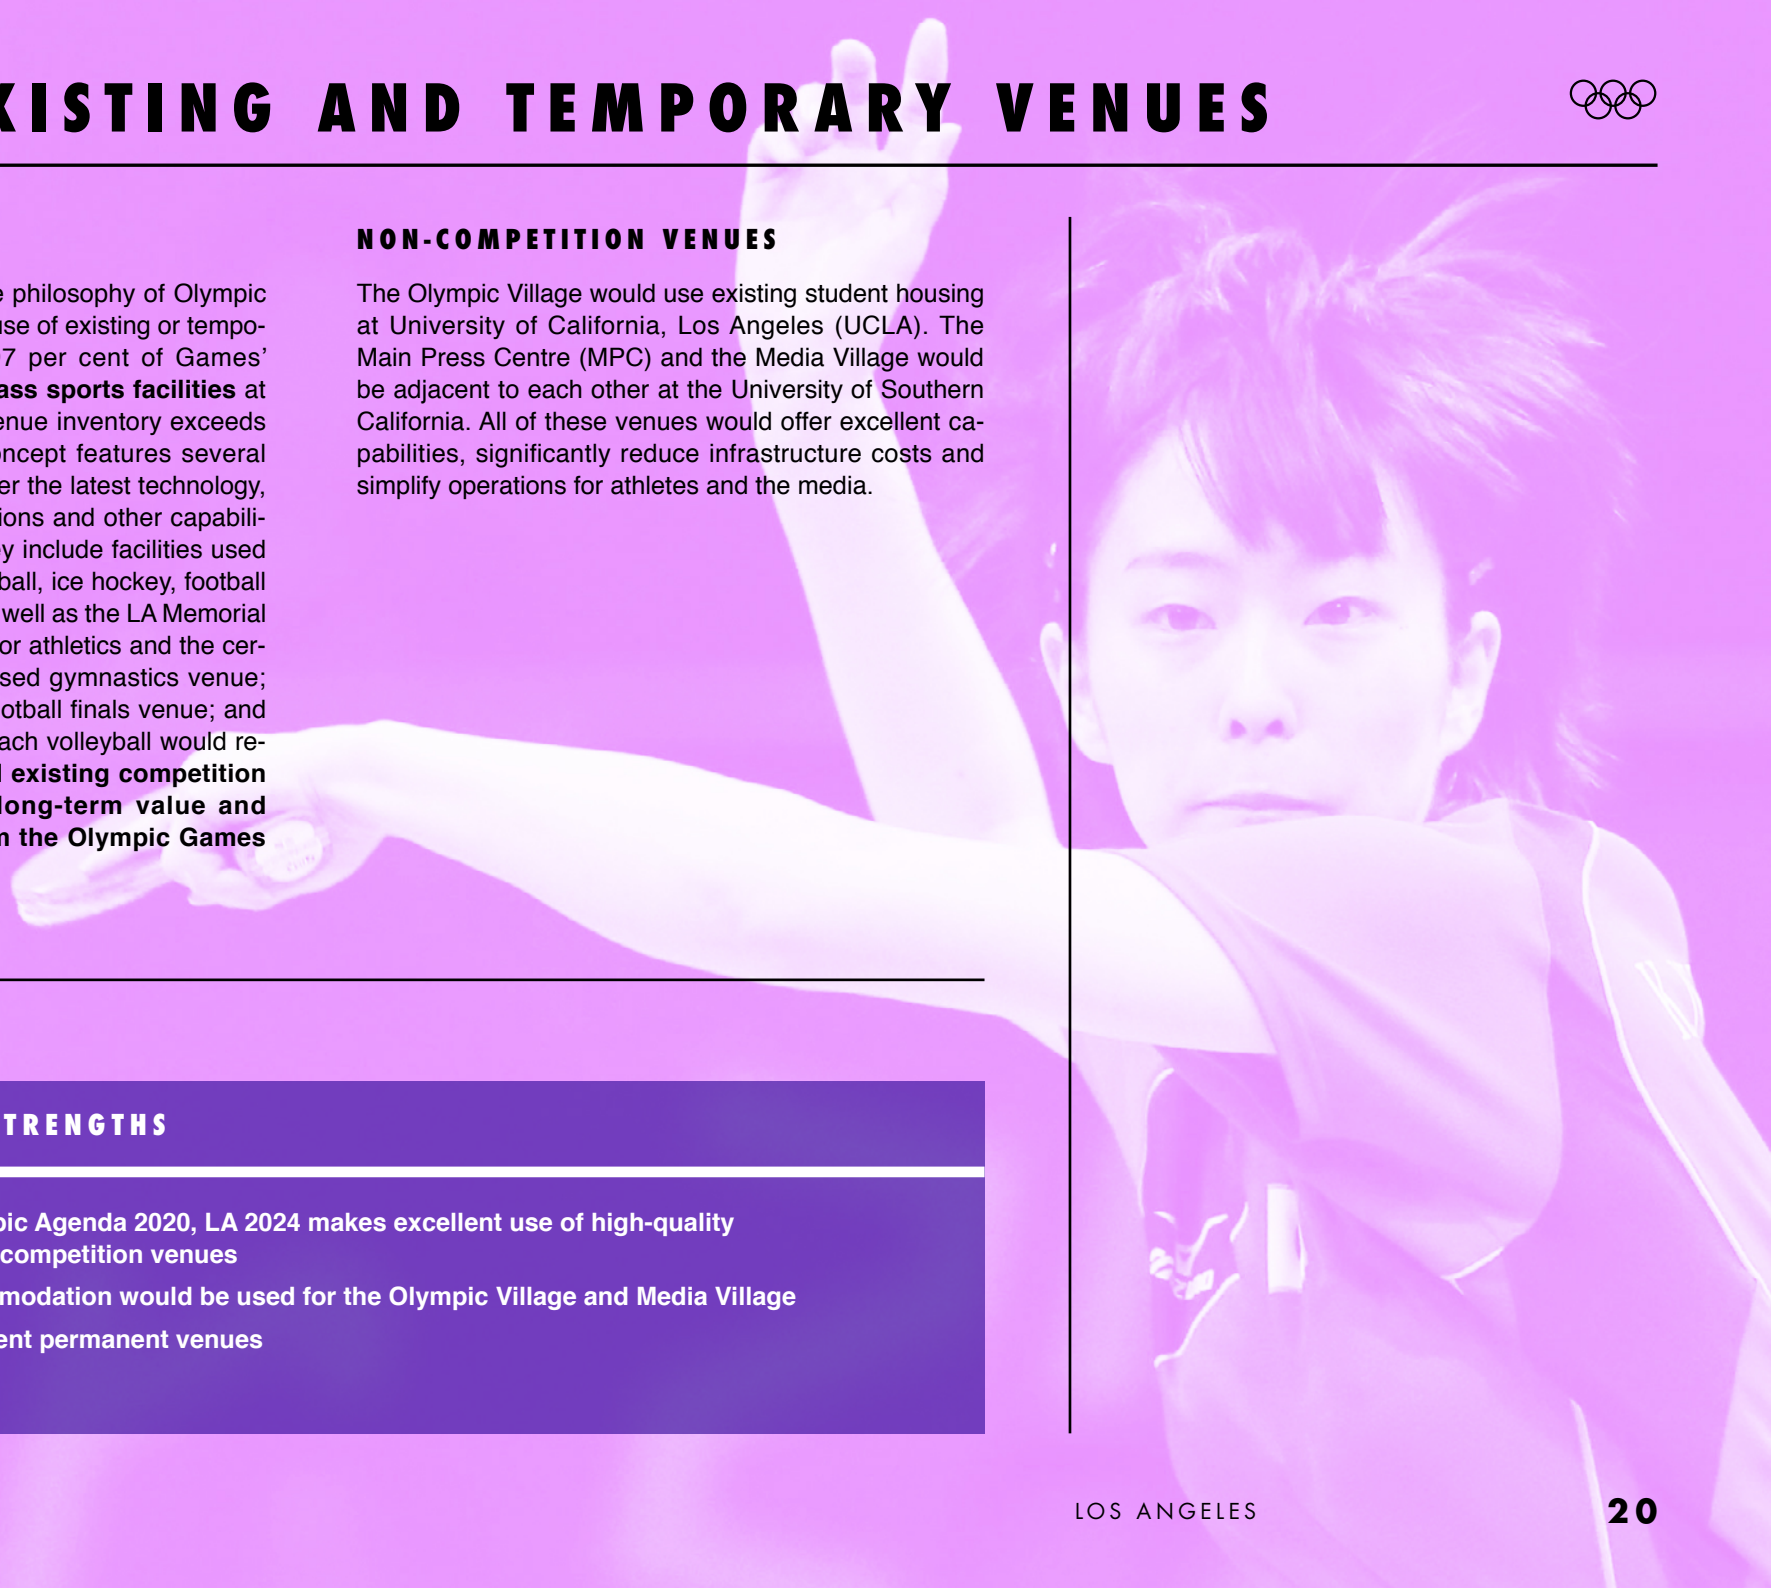 XISTING AND TEMPORARY VENUES
philosophy of Olympic
use of existing or tempo-
97 per cent of Games’
ass sports facilities at
enue inventory exceeds
oncept features several
er the latest technology,
ions and other capabili-
ey include facilities used
ball, ice hockey, football
well as the LA Memorial
or athletics and the cer-
sed gymnastics venue;
ootball finals venue; and
each volleyball would re-
existing competition
long-term value and
m the Olympic Games
NON-COMPETITION VENUES
The Olympic Village would use existing student housing
at University of California, Los Angeles (UCLA). The
Main Press Centre (MPC) and the Media Village would
be adjacent to each other at the University of Southern
California. All of these venues would offer excellent ca-
pabilities, significantly reduce infrastructure costs and
simplify operations for athletes and the media.
TRENGTHS
pic Agenda 2020, LA 2024 makes excellent use of high-quality
competition venues
modation would be used for the Olympic Village and Media Village
ent permanent venues
LOS ANGELES
20